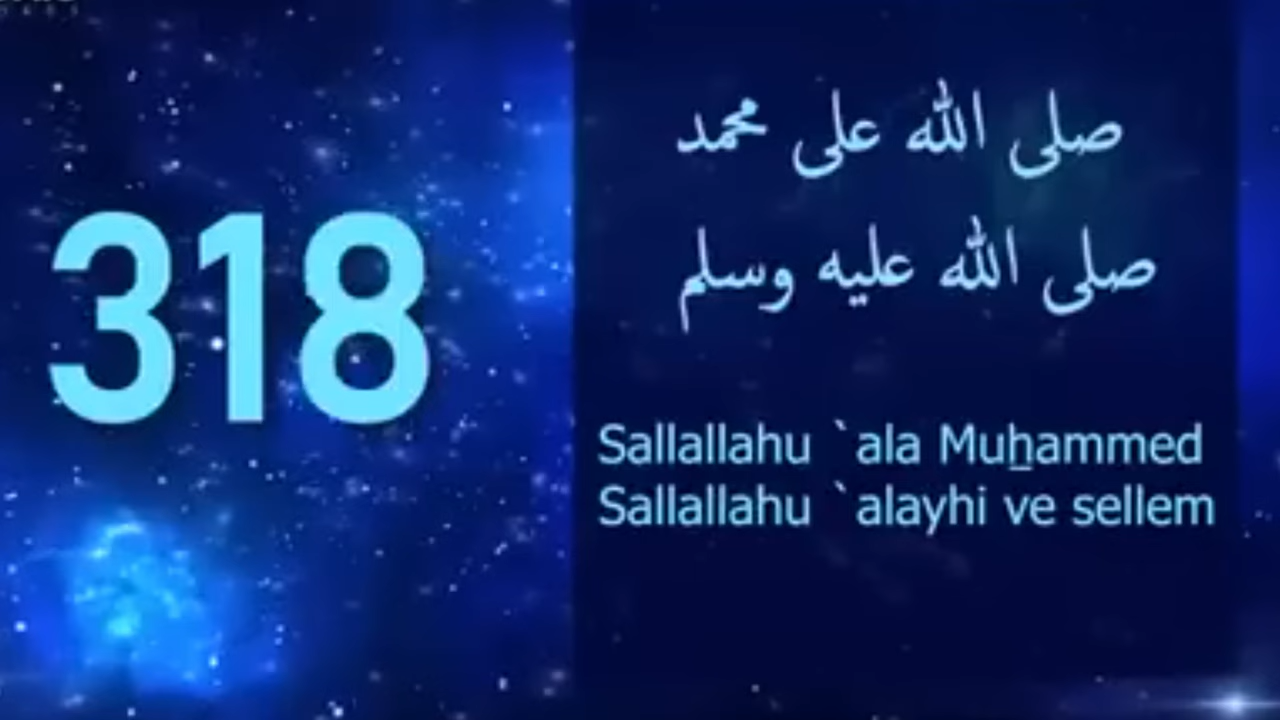 318
صلى الله على محمد
صلى الله عليه وسلم
Sallallahu `ala Muẖammed
Sallallahu `alayhi ve sellem